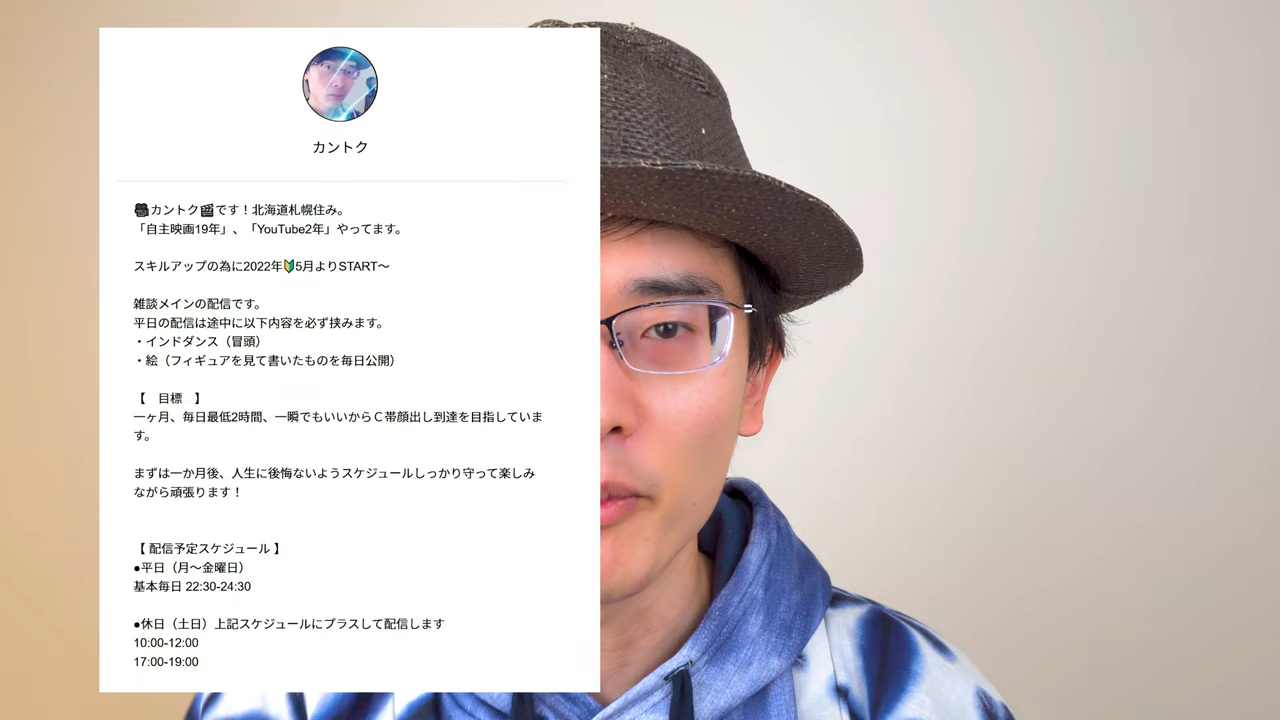 カントク
🎥カントク🎬です！北海道札幌住み。
「自主映画19年」、「YouTube2年」やってます。
スキルアップの為に2022年🔰5月よりSTART～
雑談メインの配信です。
平日の配信は途中に以下内容を必ず挟みます。
・インドダンス（冒頭）
・絵（フィギュアを見て書いたものを毎日公開）
【　目標　】
一ヶ月、毎日最低2時間、一瞬でもいいからＣ帯顔出し到達を目指していま
す。
まずは一か月後、人生に後悔ないようスケジュールしっかり守って楽しみ
ながら頑張ります！
【 配信予定スケジュール 】
●平日（月～金曜日）
基本毎日 22:30-24:30
●休日（土日）上記スケジュールにプラスして配信します
10:00-12:00
17:00-19:00